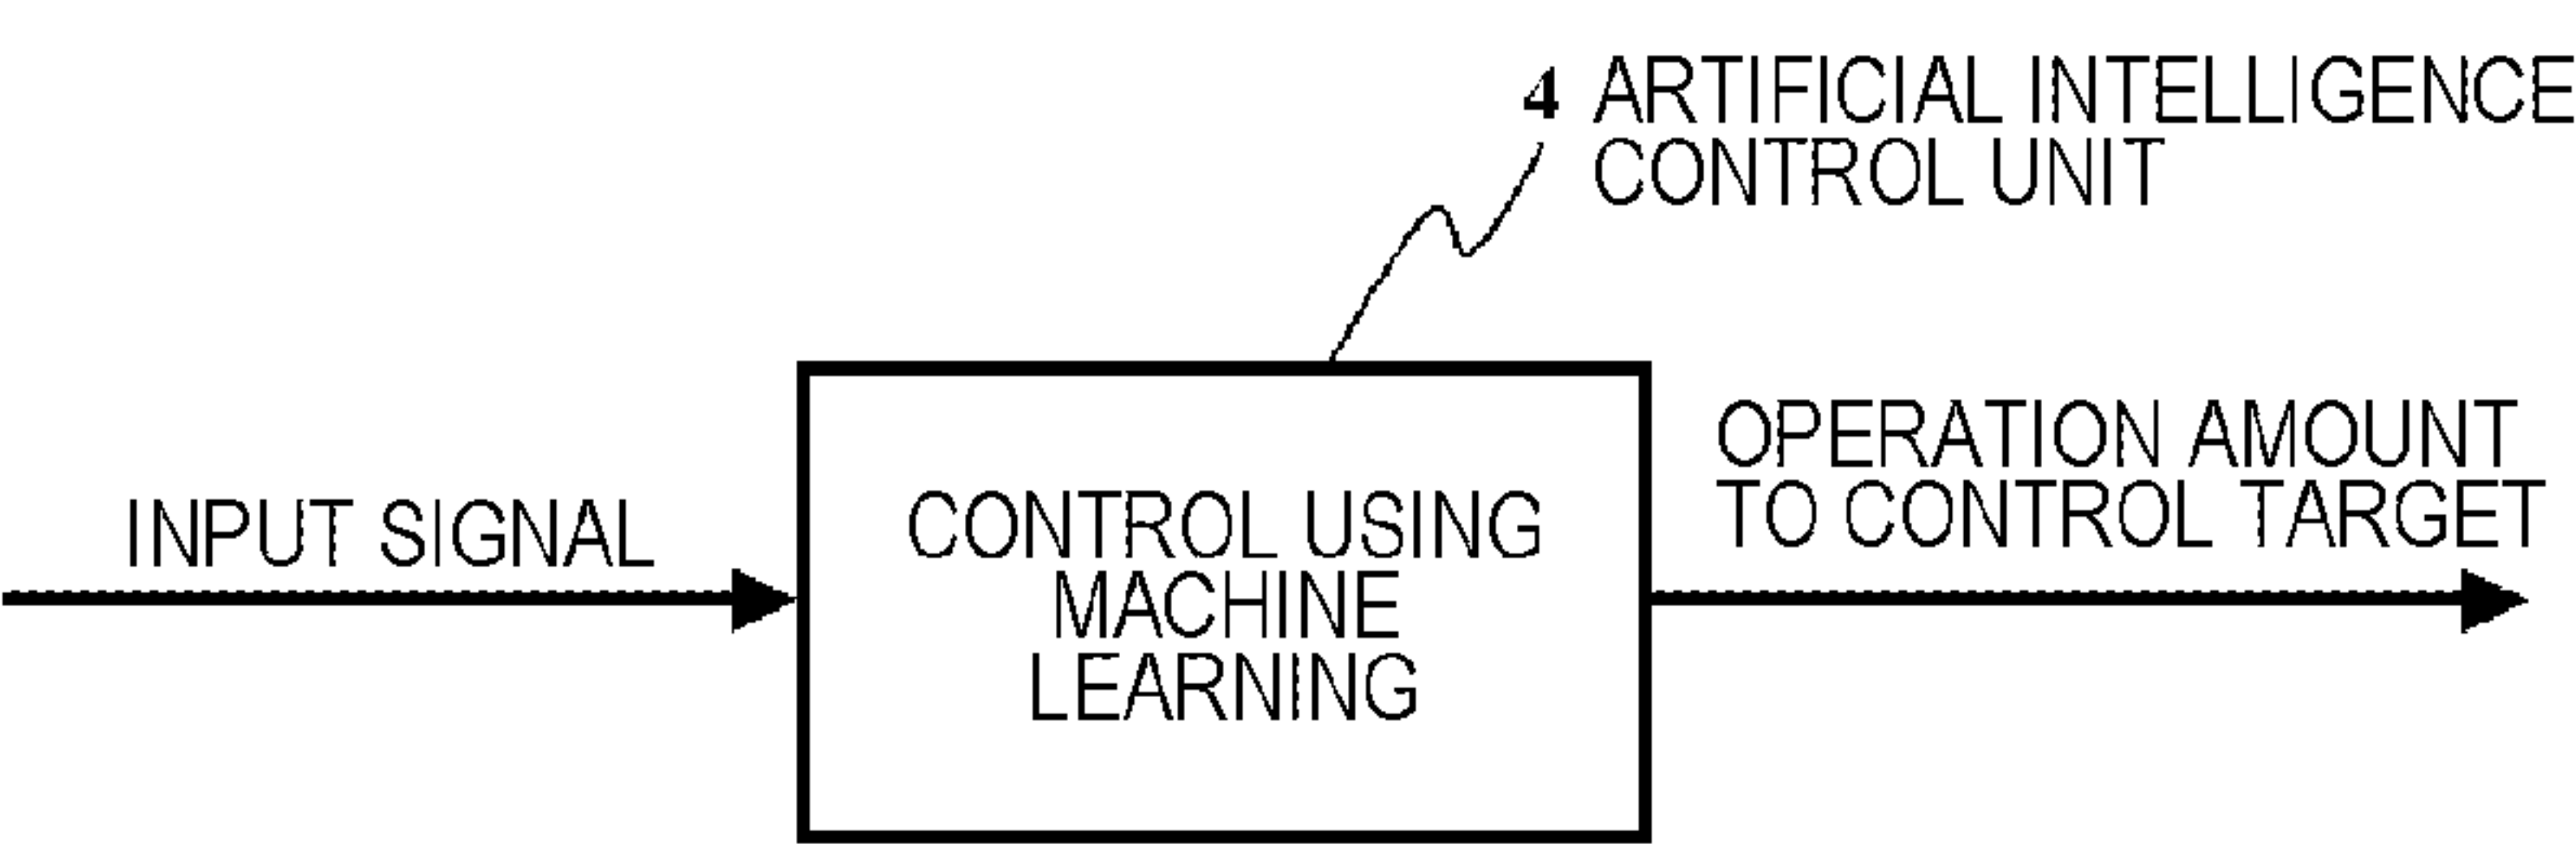 4 ARTIFICIAL INTELLIGENCE
CONTROL UNIT
INPUT SIGNAL
CONTROL USING
MACHINE
LEARNING
OPERATION AMOUNT
TO CONTROL TARGET